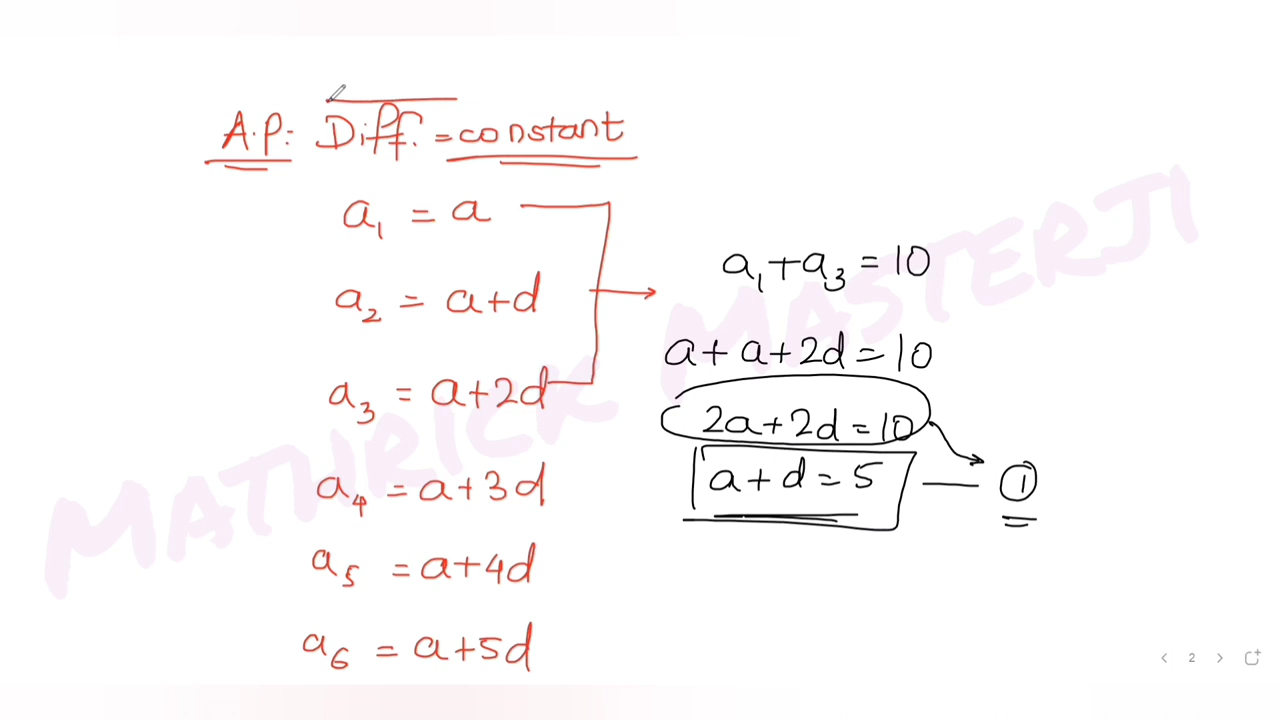 A.P: Diff. = constant
a₁ = a
a₂ = a+d
a₃ = a+2d
a₄ = a+3d
a₅ = a+4d
a₆ = a+5d
a₁+a₃ = 10
a+a+2d = 10
2a+2d = 10
a+d = 5 — ①
MATHRICK MASTERJI
< 2 >